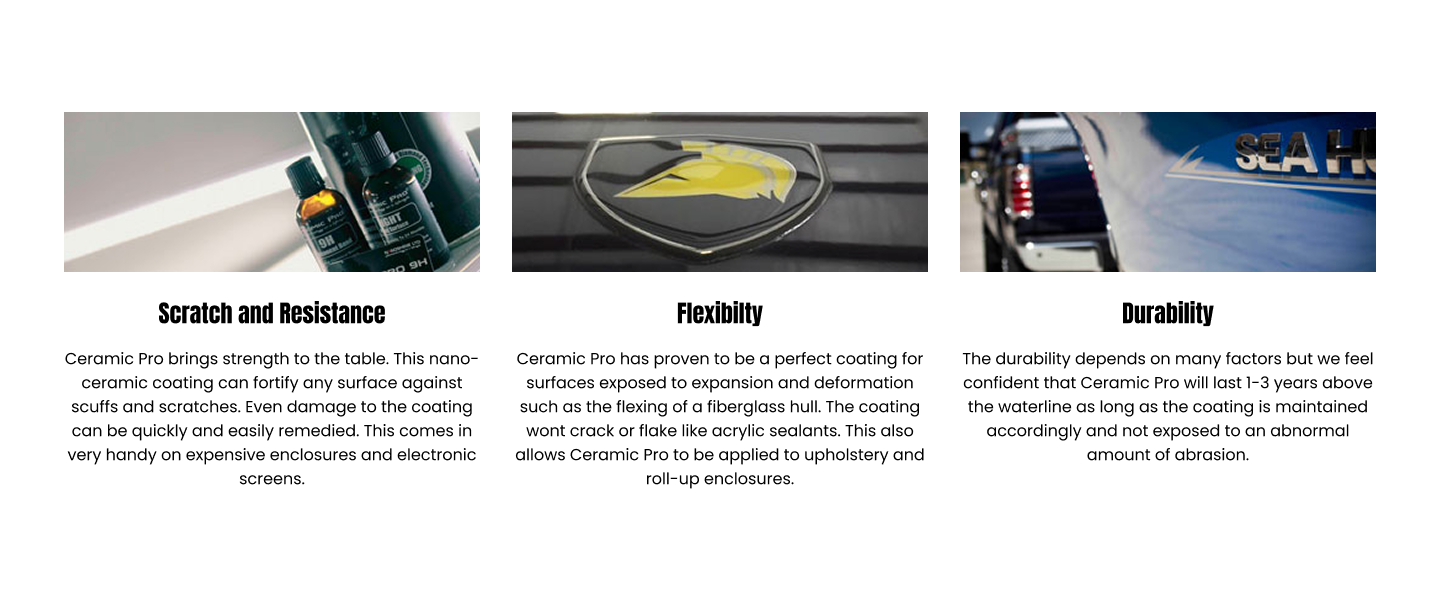 SEA
9H
Scratch and Resistance
Ceramic Pro brings strength to the table. This nano-
ceramic coating can fortify any surface against
scuffs and scratches. Even damage to the coating
can be quickly and easily remedied. This comes in
very handy on expensive enclosures and electronic
screens.
Flexibilty
Ceramic Pro has proven to be a perfect coating for
surfaces exposed to expansion and deformation
such as the flexing of a fiberglass hull. The coating
wont crack or flake like acrylic sealants. This also
allows Ceramic Pro to be applied to upholstery and
roll-up enclosures.
Durability
The durability depends on many factors but we feel
confident that Ceramic Pro will last 1-3 years above
the waterline as long as the coating is maintained
accordingly and not exposed to an abnormal
amount of abrasion.